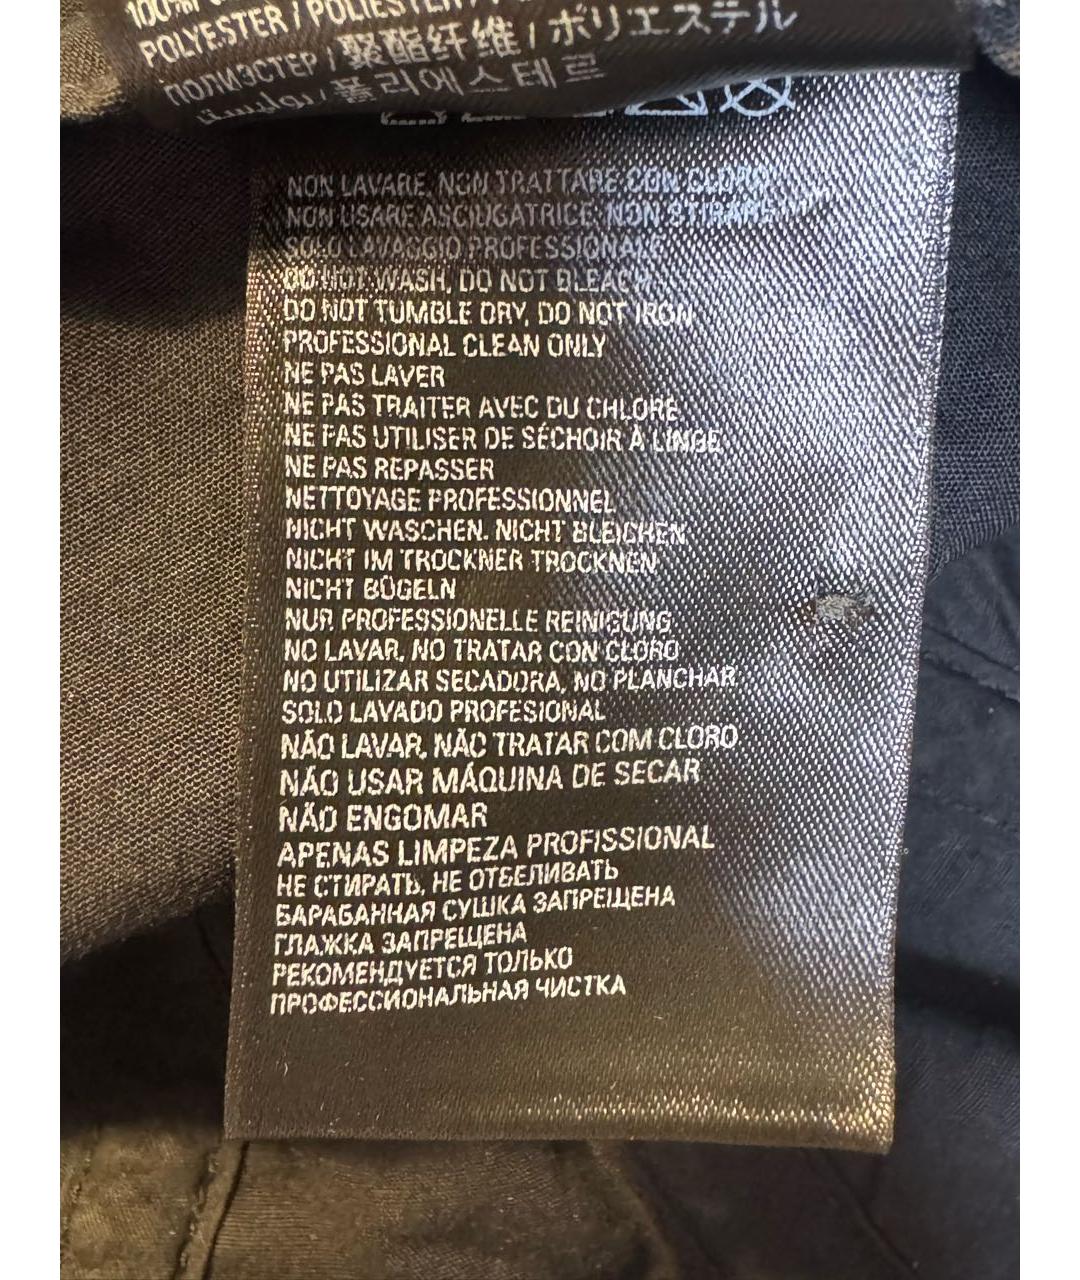 100%
POLYESTER / POLIESTER /
ПОЛИЭСТЕР / 聚酯纤维 / ポリエステル
폴리에스테르
NON LAVARE, NON TRATTARE CON CLORO
NON USARE ASCIUGATRICE, NON STIRARE
SOLO LAVAGGIO PROFESSIONALE
DO NOT WASH, DO NOT BLEACH
DO NOT TUMBLE DRY, DO NOT IRON
PROFESSIONAL CLEAN ONLY
NE PAS LAVER
NE PAS TRAITER AVEC DU CHLORE
NE PAS UTILISER DE SÉCHOIR À LINGE
NE PAS REPASSER
NETTOYAGE PROFESSIONNEL
NICHT WASCHEN. NICHT BLEICHEN
NICHT IM TROCKNER TROCKNEN
NICHT BÜGELN
NUR PROFESSIONELLE REINIGUNG
NO LAVAR, NO TRATAR CON CLORO
NO UTILIZAR SECADORA, NO PLANCHAR
SOLO LAVADO PROFESIONAL
NÃO LAVAR, NÃO TRATAR COM CLORO
NÃO USAR MÁQUINA DE SECAR
NÃO ENGOMAR
APENAS LIMPEZA PROFISSIONAL
НЕ СТИРАТЬ, НЕ ОТБЕЛИВАТЬ
БАРАБАННАЯ СУШКА ЗАПРЕЩЕНА
ГЛАЖКА ЗАПРЕЩЕНА
РЕКОМЕНДУЕТСЯ ТОЛЬКО
ПРОФЕССИОНАЛЬНАЯ ЧИСТКА